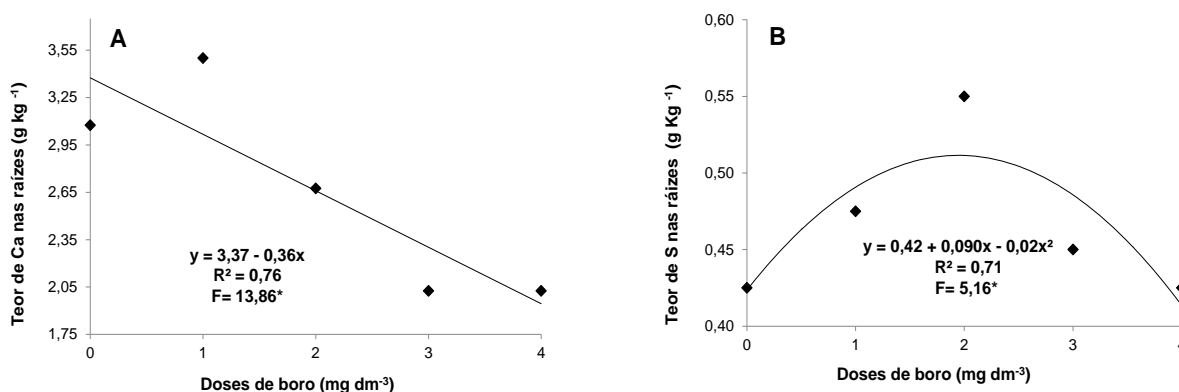 A
Teor de Ca nas raízes (g kg ⁻¹)
3,55
3,25
2,95
2,65
2,35
2,05
1,75
y = 3,37 - 0,36x
R² = 0,76
F= 13,86*
0 1 2 3 4
Doses de boro (mg dm⁻³)
B
Teor de S nas ráizes (g Kg ⁻¹)
0,60
0,55
0,50
0,45
0,40
y = 0,42 + 0,090x - 0,02x²
R² = 0,71
F= 5,16*
0 1 2 3 4
Doses de boro (mg dm⁻³)